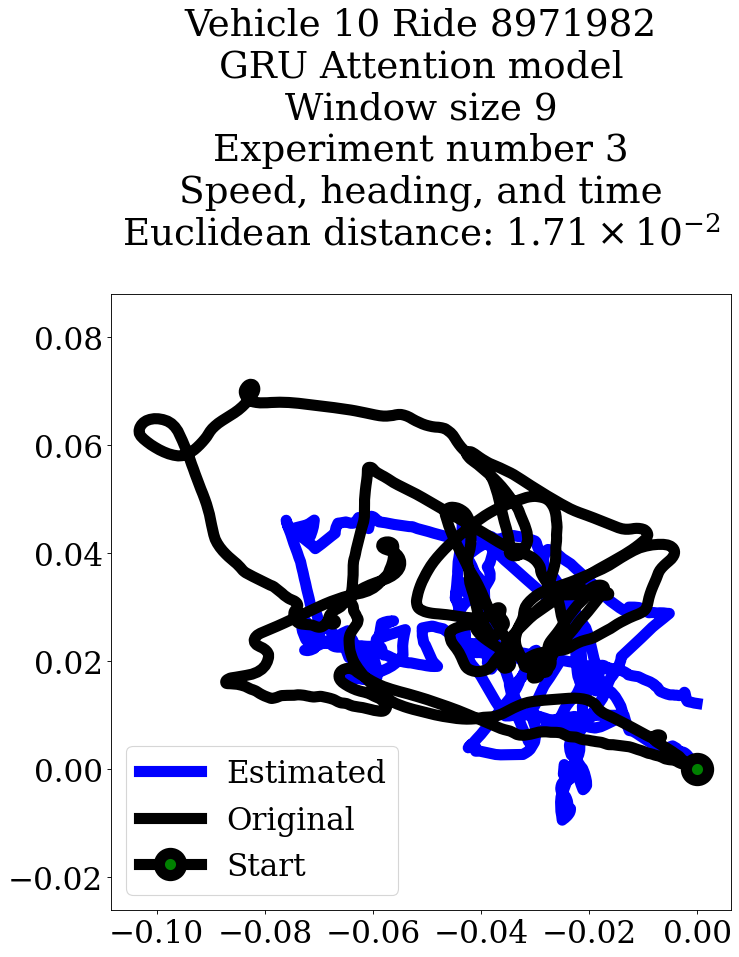 Vehicle 10 Ride 8971982
GRU Attention model
Window size 9
Experiment number 3
Speed, heading, and time
Euclidean distance: 1.71 × 10⁻²
0.08
0.06
0.04
0.02
0.00
−0.02
Estimated
Original
Start
−0.10 −0.08 −0.06 −0.04 −0.02 0.00